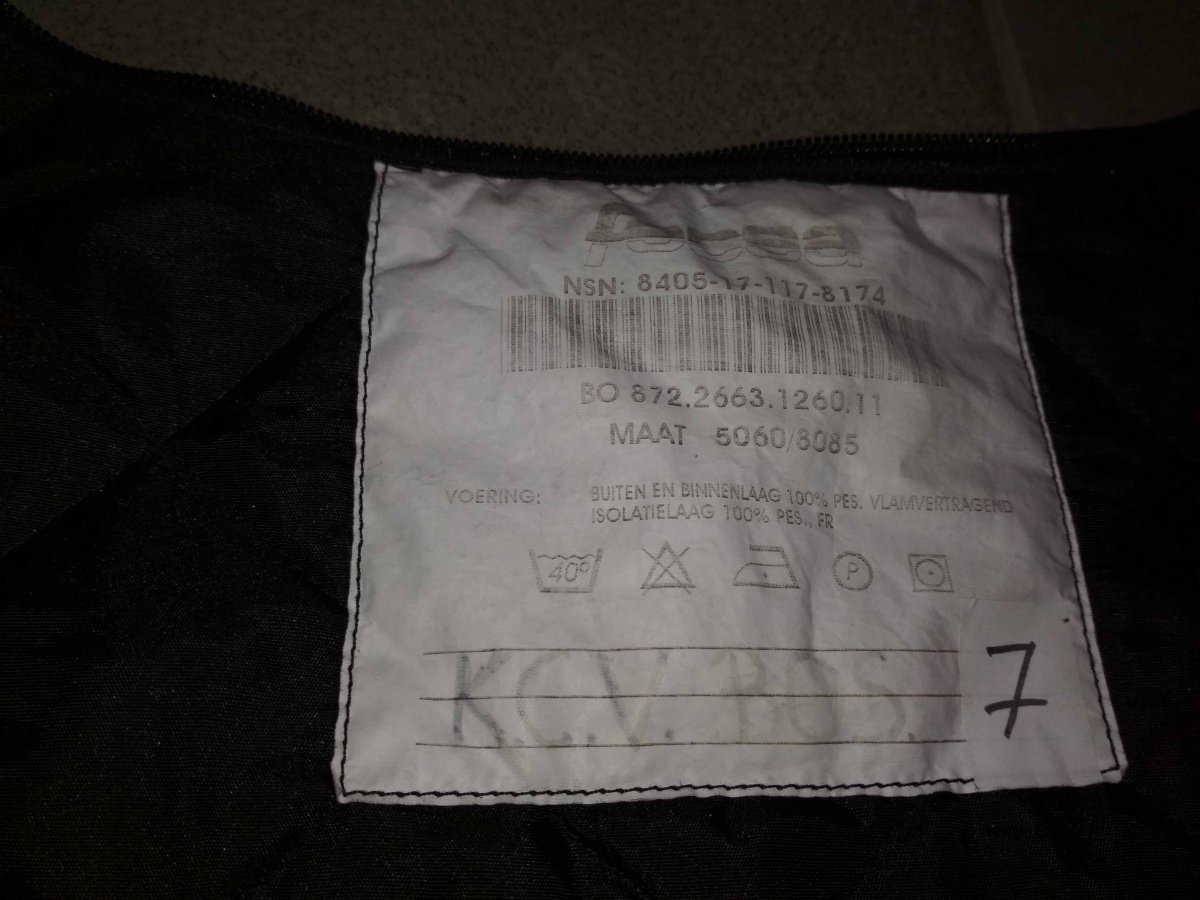 fecsa
NSN: 8405-17-117-8174
BO 872.2663.1260.11
MAAT 5060/8085
VOERING: BUITEN EN BINNENLAAG 100% PES. VLAMVERTRAGEND
ISOLATIELAAG 100% PES., FR
40° P
K.C.V. BOS.
7